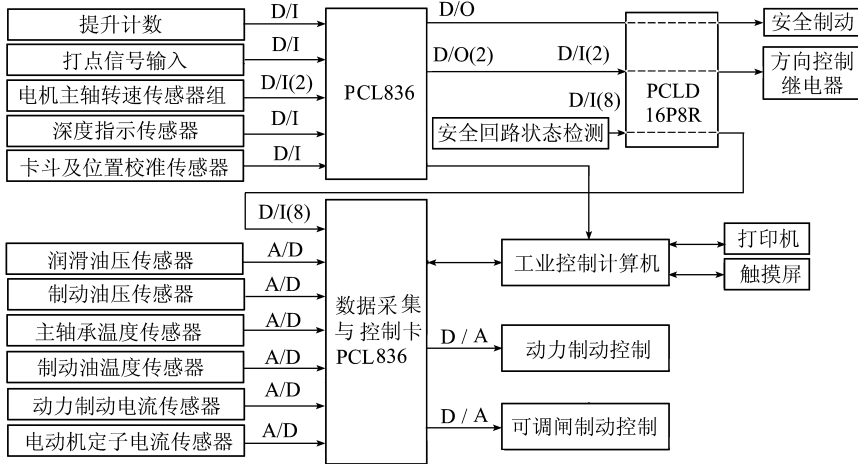 提升计数
D/I
打点信号输入
D/I
电机主轴转速传感器组
D/I(2)
深度指示传感器
D/I
卡斗及位置校准传感器
D/I
PCL836
D/O
D/O(2)
D/I(2)
D/I(8)
安全回路状态检测
PCLD
16P8R
安全制动
方向控制
继电器
D/I(8)
润滑油压传感器
A/D
制动油压传感器
A/D
主轴承温度传感器
A/D
制动油温度传感器
A/D
动力制动电流传感器
A/D
电动机定子电流传感器
A/D
数据采集
与控制卡
PCL836
工业控制计算机
打印机
触摸屏
D/A
动力制动控制
D/A
可调闸制动控制